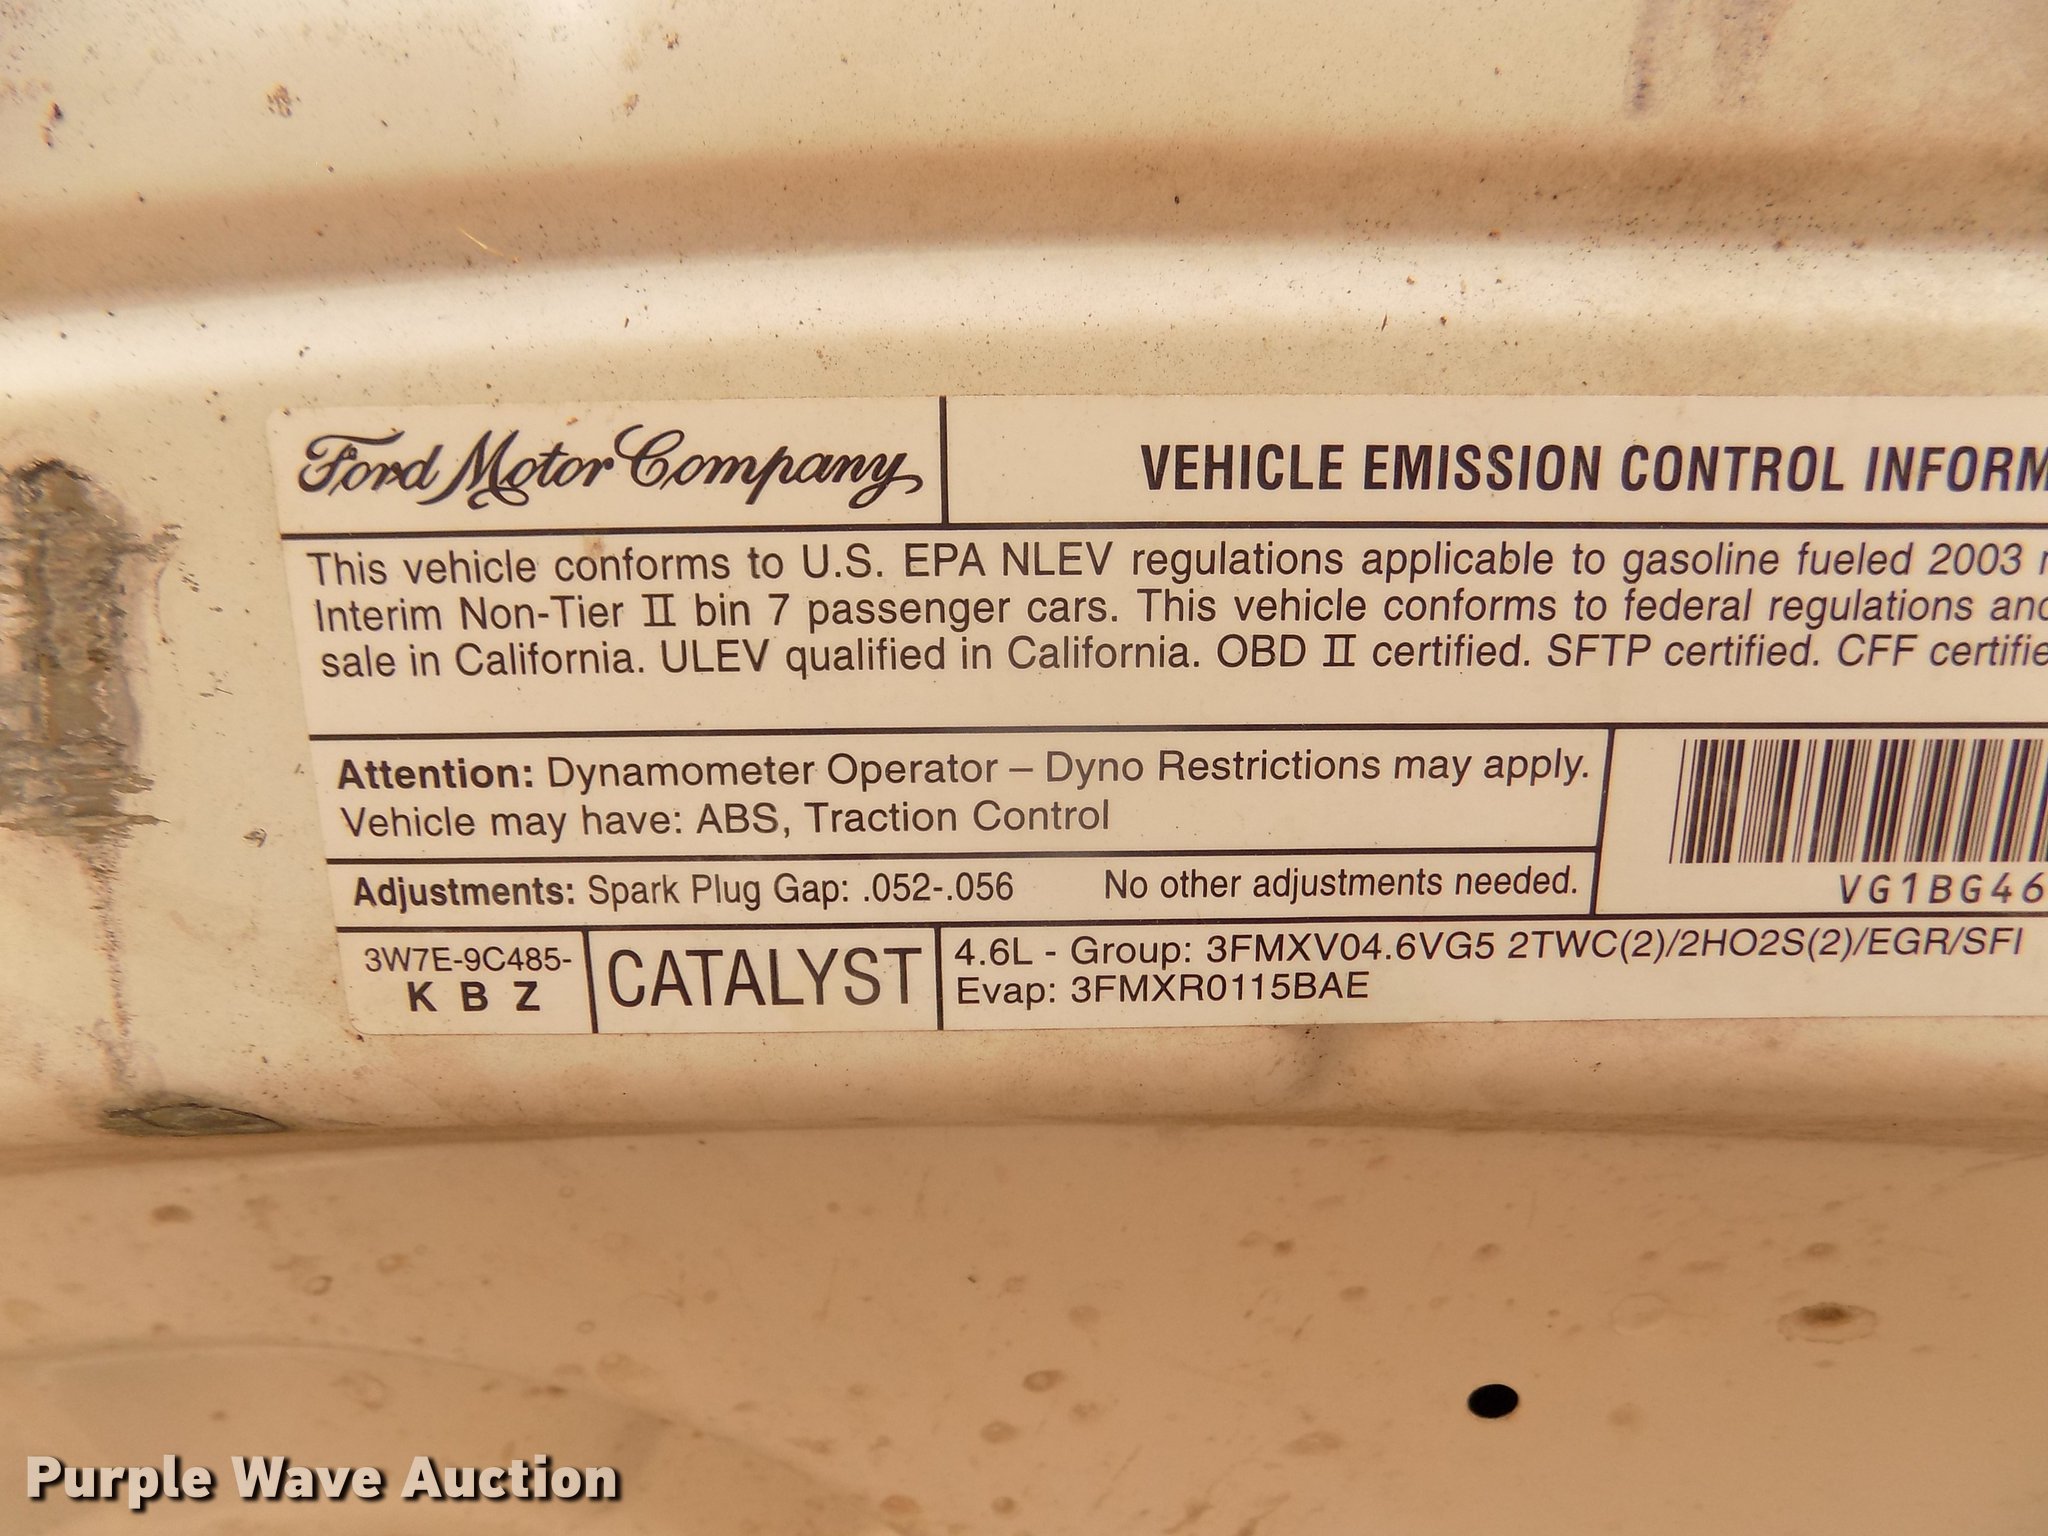 Ford Motor Company
VEHICLE EMISSION CONTROL INFORM
This vehicle conforms to U.S. EPA NLEV regulations applicable to gasoline fueled 2003
Interim Non-Tier II bin 7 passenger cars. This vehicle conforms to federal regulations and
sale in California. ULEV qualified in California. OBD II certified. SFTP certified. CFF certifie
Attention: Dynamometer Operator – Dyno Restrictions may apply.
Vehicle may have: ABS, Traction Control
VG1BG46
Adjustments: Spark Plug Gap: .052-.056 No other adjustments needed.
3W7E-9C485-
K B Z
CATALYST
4.6L - Group: 3FMXV04.6VG5 2TWC(2)/2HO2S(2)/EGR/SFI
Evap: 3FMXR0115BAE
Purple Wave Auction